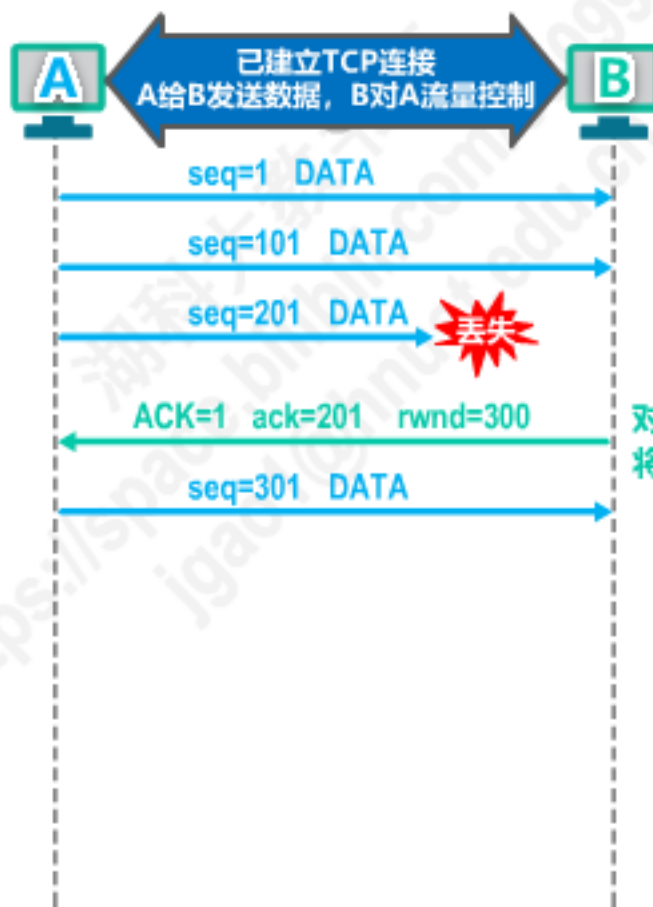 A
已建立TCP连接
A给B发送数据，B对A流量控制
B
seq=1 DATA
seq=101 DATA
seq=201 DATA
丢失
ACK=1 ack=201 rwnd=300
对
将
seq=301 DATA